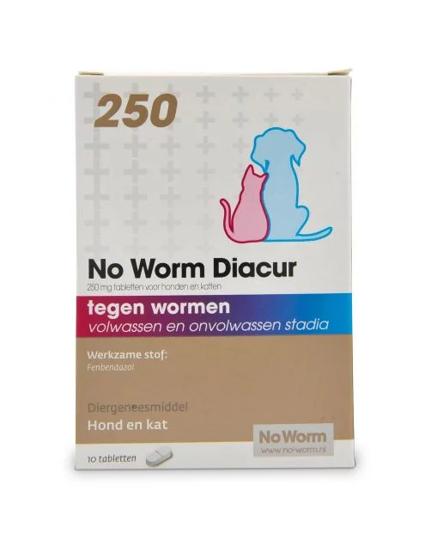 250
No Worm Diacur
250 mg tabletten voor honden en katten
tegen wormen
volwassen en onvolwassen stadia
Werkzame stof:
Fenbendazol
Diergeneesmiddel
Hond en kat
10 tabletten
No Worm
www.no-worm.nl